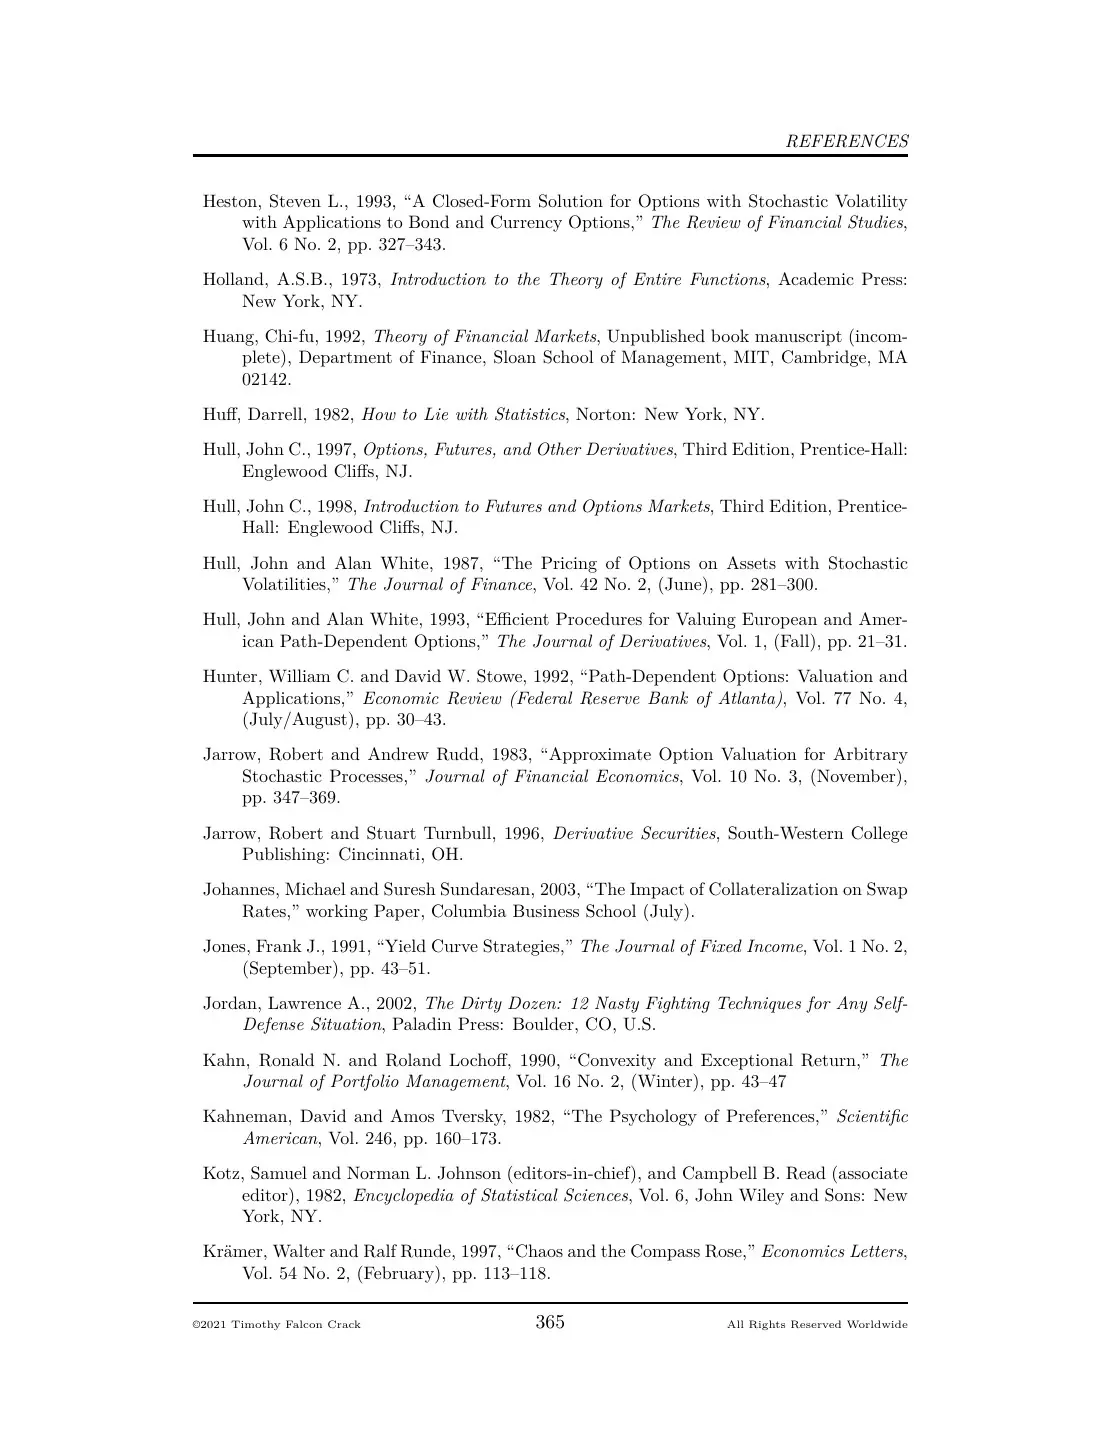 REFERENCES
Heston, Steven L., 1993, “A Closed-Form Solution for Options with Stochastic Volatility
with Applications to Bond and Currency Options,” The Review of Financial Studies,
Vol. 6 No. 2, pp. 327–343.
Holland, A.S.B., 1973, Introduction to the Theory of Entire Functions, Academic Press:
New York, NY.
Huang, Chi-fu, 1992, Theory of Financial Markets, Unpublished book manuscript (incom-
plete), Department of Finance, Sloan School of Management, MIT, Cambridge, MA
02142.
Huff, Darrell, 1982, How to Lie with Statistics, Norton: New York, NY.
Hull, John C., 1997, Options, Futures, and Other Derivatives, Third Edition, Prentice-Hall:
Englewood Cliffs, NJ.
Hull, John C., 1998, Introduction to Futures and Options Markets, Third Edition, Prentice-
Hall: Englewood Cliffs, NJ.
Hull, John and Alan White, 1987, “The Pricing of Options on Assets with Stochastic
Volatilities,” The Journal of Finance, Vol. 42 No. 2, (June), pp. 281–300.
Hull, John and Alan White, 1993, “Efficient Procedures for Valuing European and Amer-
ican Path-Dependent Options,” The Journal of Derivatives, Vol. 1, (Fall), pp. 21–31.
Hunter, William C. and David W. Stowe, 1992, “Path-Dependent Options: Valuation and
Applications,” Economic Review (Federal Reserve Bank of Atlanta), Vol. 77 No. 4,
(July/August), pp. 30–43.
Jarrow, Robert and Andrew Rudd, 1983, “Approximate Option Valuation for Arbitrary
Stochastic Processes,” Journal of Financial Economics, Vol. 10 No. 3, (November),
pp. 347–369.
Jarrow, Robert and Stuart Turnbull, 1996, Derivative Securities, South-Western College
Publishing: Cincinnati, OH.
Johannes, Michael and Suresh Sundaresan, 2003, “The Impact of Collateralization on Swap
Rates,” working Paper, Columbia Business School (July).
Jones, Frank J., 1991, “Yield Curve Strategies,” The Journal of Fixed Income, Vol. 1 No. 2,
(September), pp. 43–51.
Jordan, Lawrence A., 2002, The Dirty Dozen: 12 Nasty Fighting Techniques for Any Self-
Defense Situation, Paladin Press: Boulder, CO, U.S.
Kahn, Ronald N. and Roland Lochoff, 1990, “Convexity and Exceptional Return,” The
Journal of Portfolio Management, Vol. 16 No. 2, (Winter), pp. 43–47
Kahneman, David and Amos Tversky, 1982, “The Psychology of Preferences,” Scientific
American, Vol. 246, pp. 160–173.
Kotz, Samuel and Norman L. Johnson (editors-in-chief), and Campbell B. Read (associate
editor), 1982, Encyclopedia of Statistical Sciences, Vol. 6, John Wiley and Sons: New
York, NY.
Krämer, Walter and Ralf Runde, 1997, “Chaos and the Compass Rose,” Economics Letters,
Vol. 54 No. 2, (February), pp. 113–118.
©2021 Timothy Falcon Crack 365 All Rights Reserved Worldwide